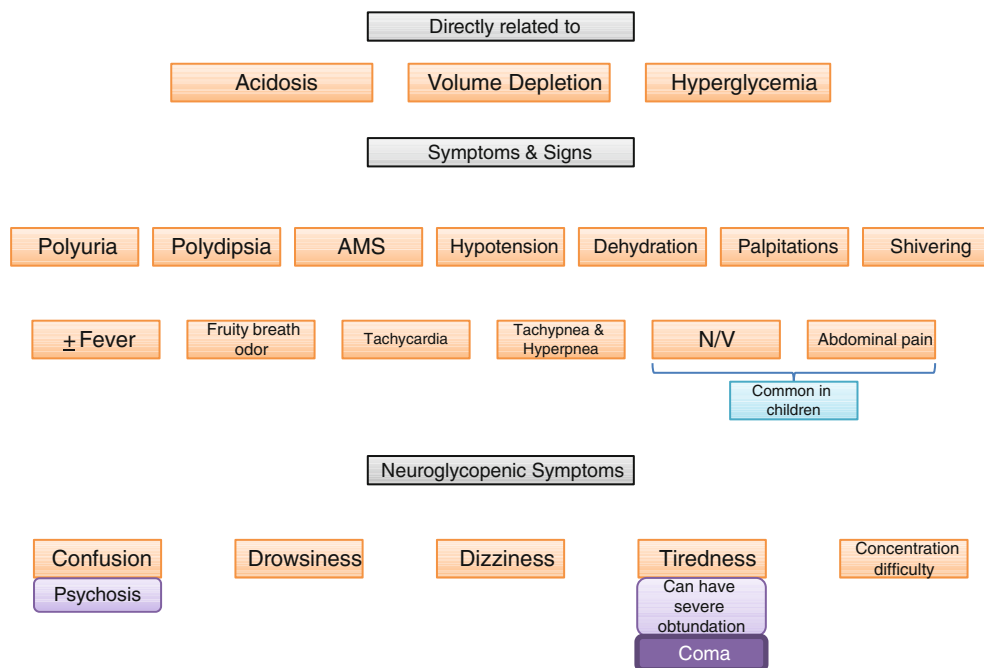 Directly related to
Acidosis
Volume Depletion
Hyperglycemia
Symptoms & Signs
Polyuria
Polydipsia
AMS
Hypotension
Dehydration
Palpitations
Shivering
± Fever
Fruity breath
odor
Tachycardia
Tachypnea &
Hyperpnea
N/V
Abdominal pain
Common in
children
Neuroglycopenic Symptoms
Confusion
Psychosis
Drowsiness
Dizziness
Tiredness
Can have
severe
obtundation
Coma
Concentration
difficulty